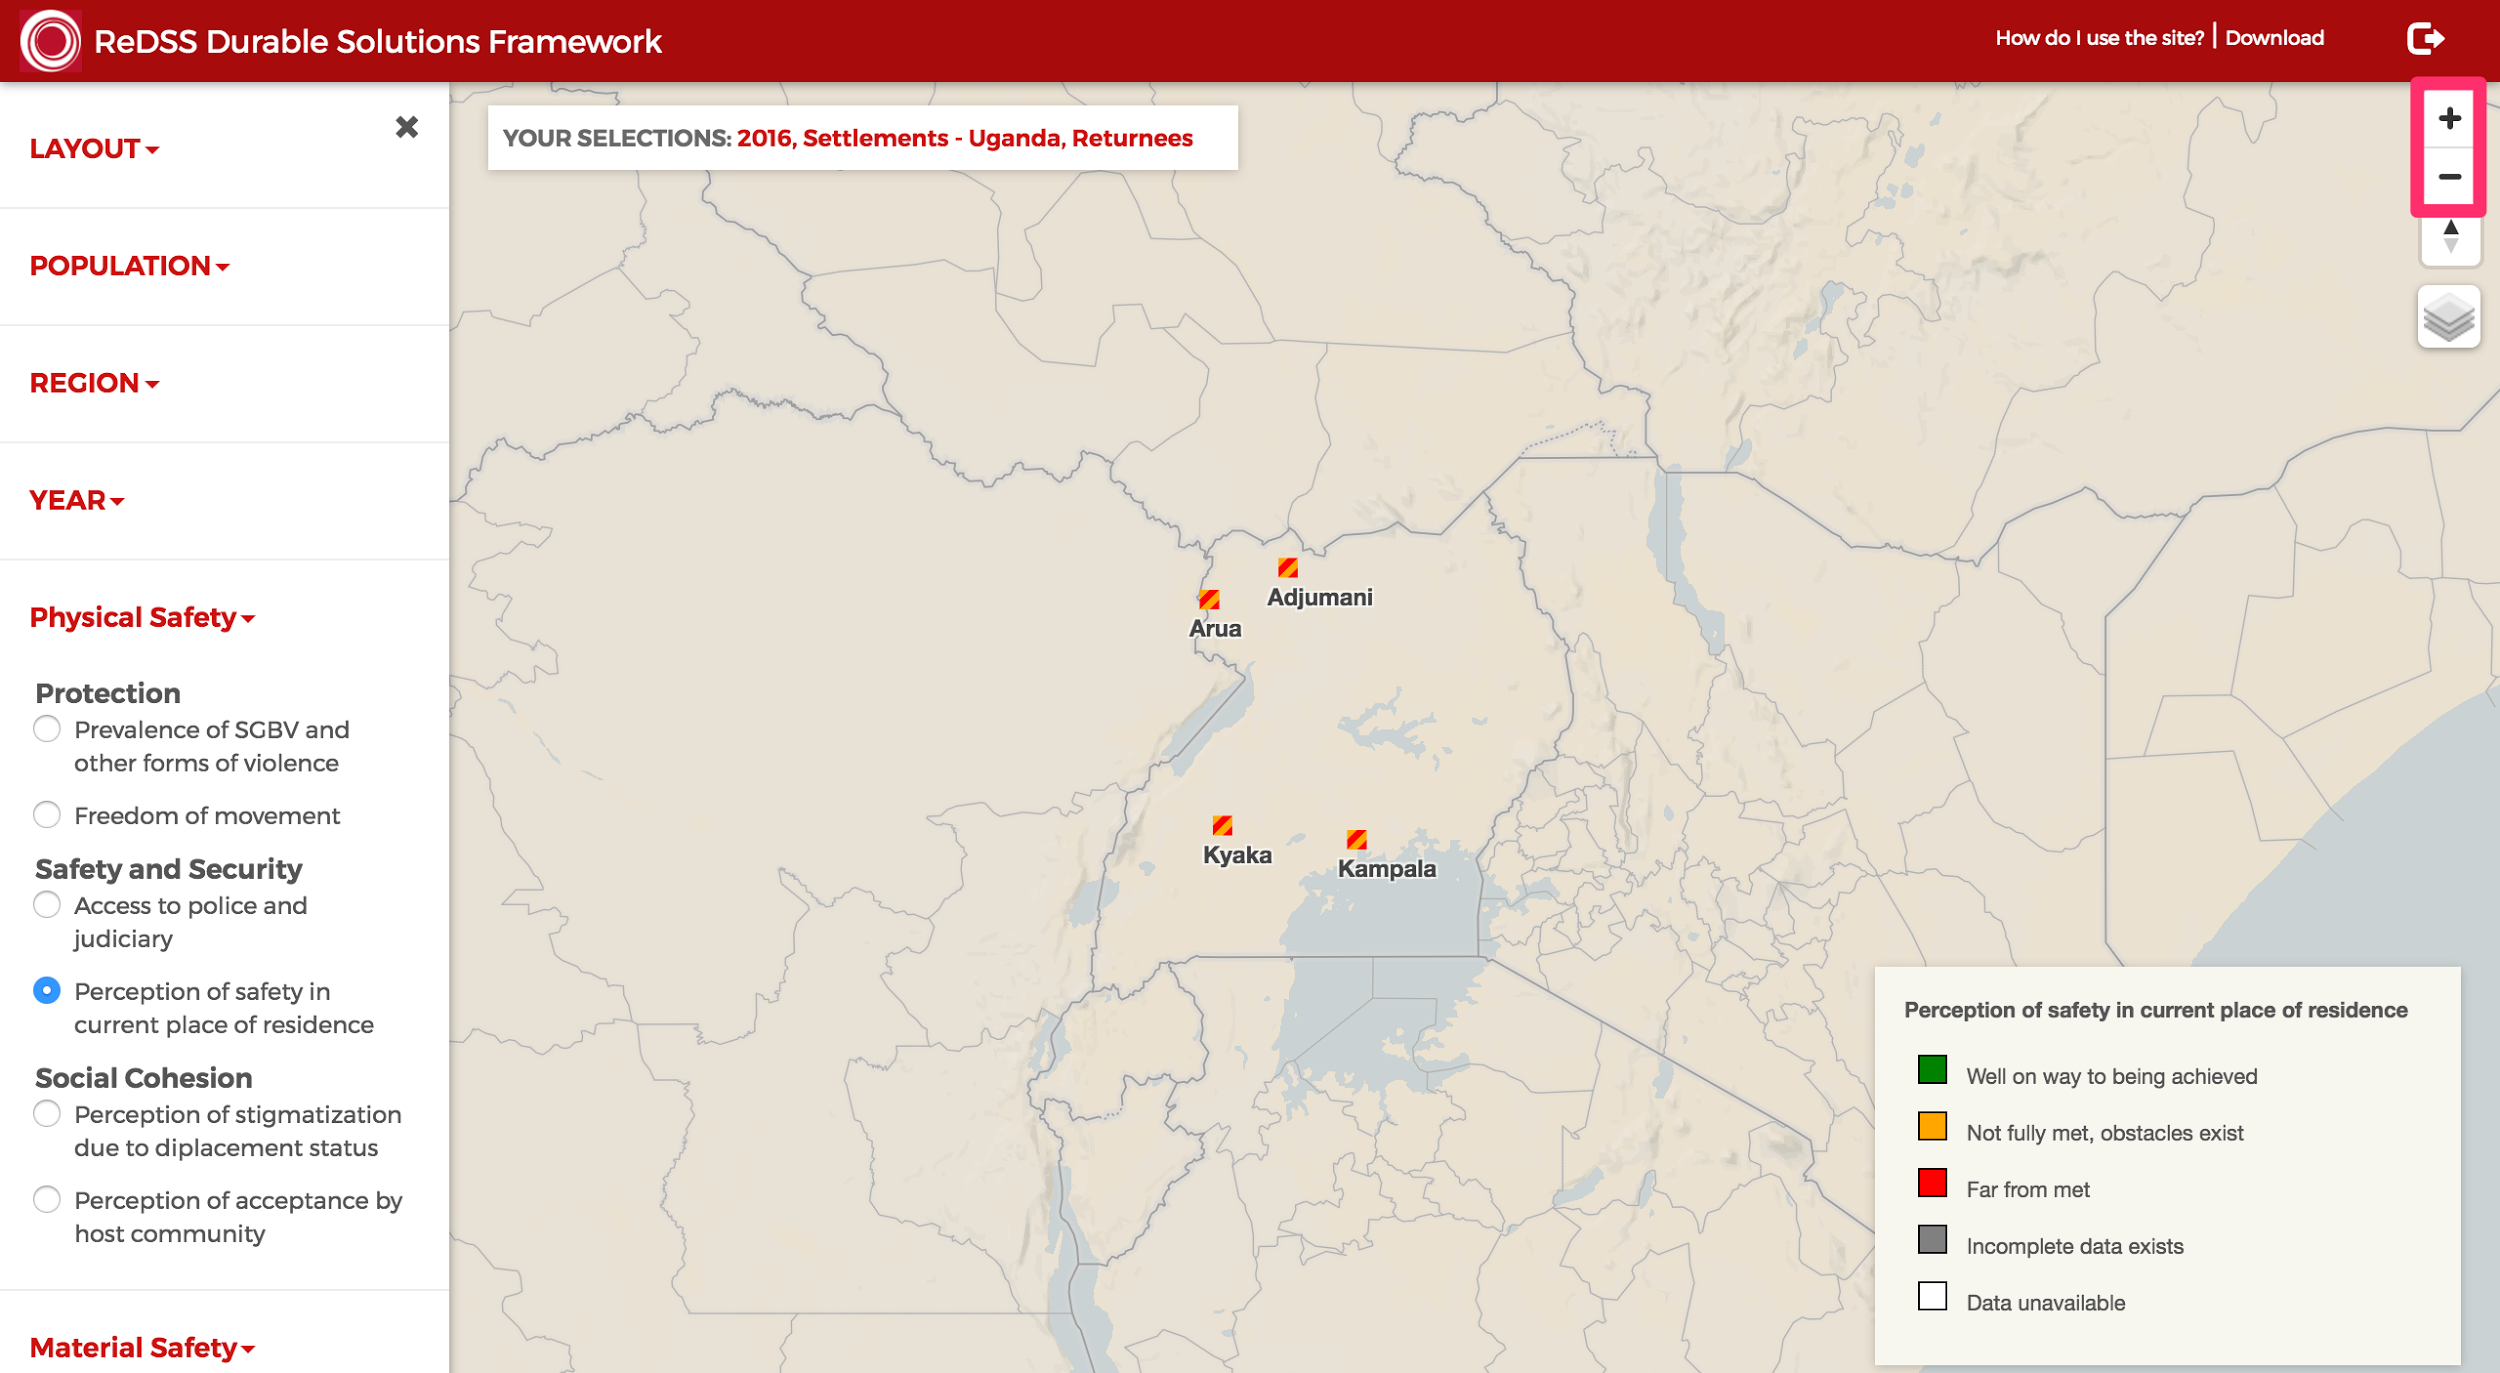 ReDSS Durable Solutions Framework
How do I use the site? | Download
LAYOUT
POPULATION
REGION
YEAR
Physical Safety
Protection
Prevalence of SGBV and
other forms of violence
Freedom of movement
Safety and Security
Access to police and
judiciary
Perception of safety in
current place of residence
Social Cohesion
Perception of stigmatization
due to diplacement status
Perception of acceptance by
host community
Material Safety
YOUR SELECTIONS: 2016, Settlements - Uganda, Returnees
Adjumani
Arua
Kyaka
Kampala
Perception of safety in current place of residence
Well on way to being achieved
Not fully met, obstacles exist
Far from met
Incomplete data exists
Data unavailable